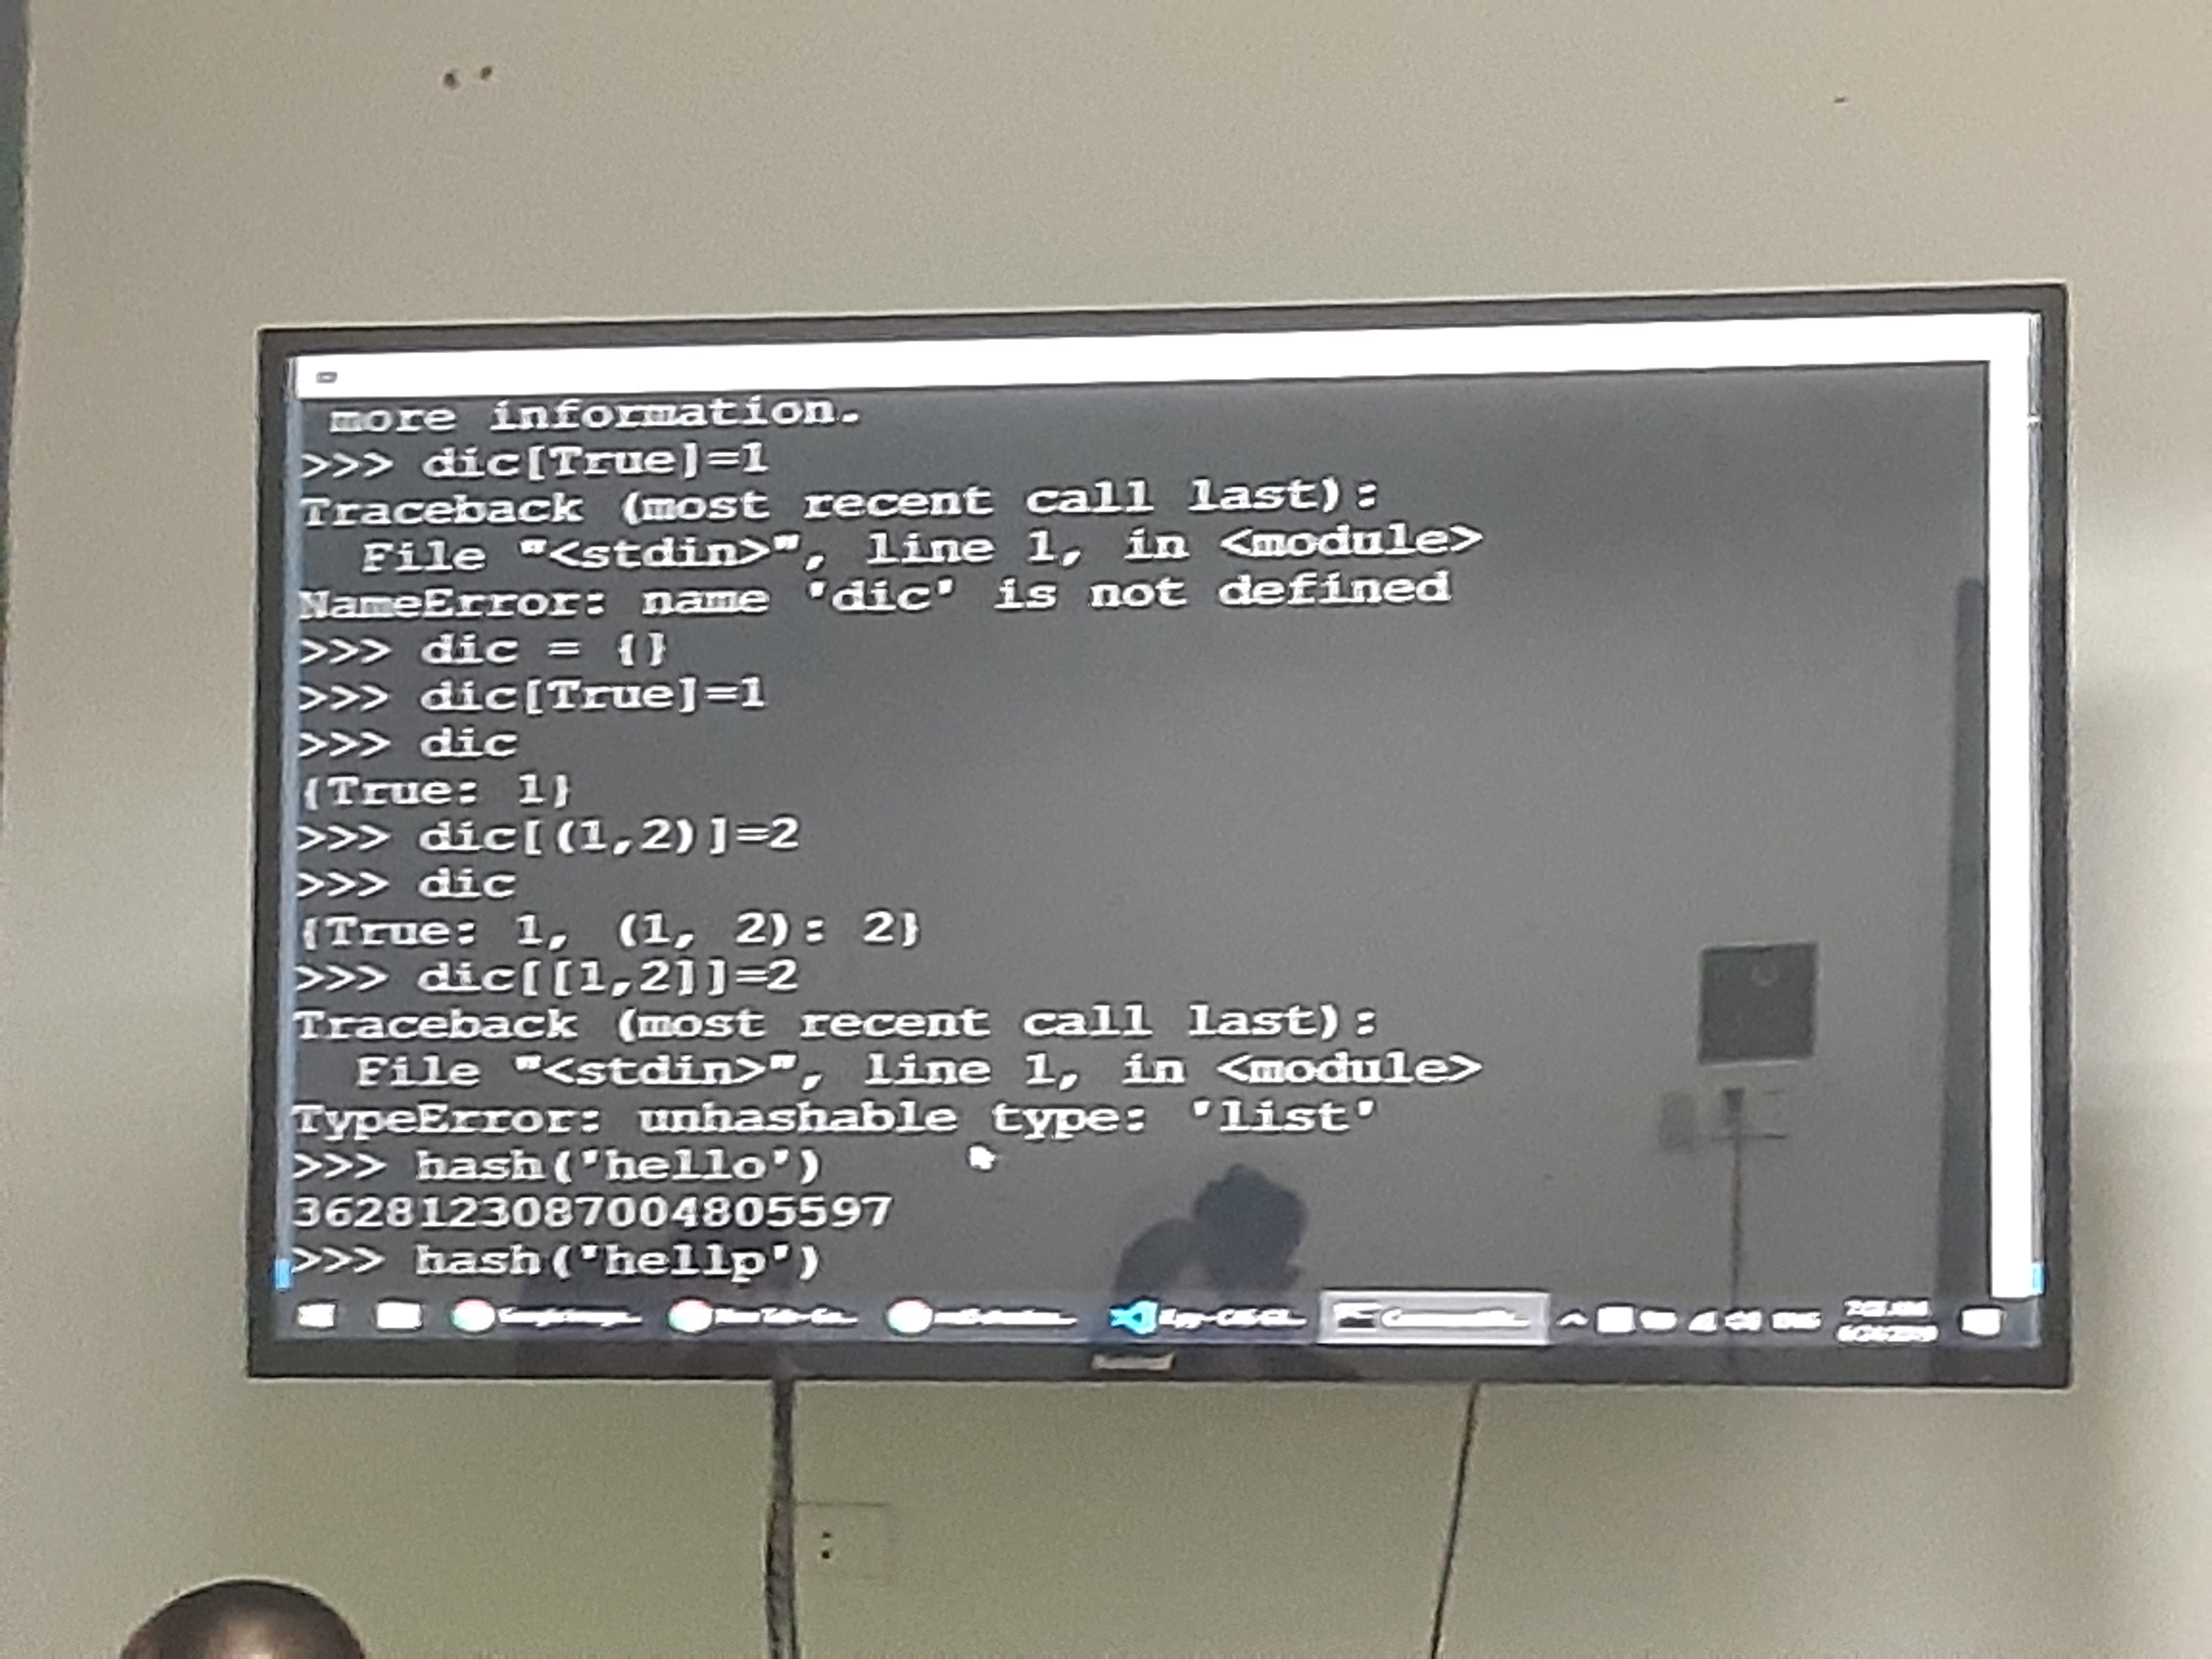 more information.
>>> dic[True]=1
Traceback (most recent call last):
  File "<stdin>", line 1, in <module>
NameError: name 'dic' is not defined
>>> dic = {}
>>> dic[True]=1
>>> dic
{True: 1}
>>> dic[(1,2)]=2
>>> dic
{True: 1, (1, 2): 2}
>>> dic[[1,2]]=2
Traceback (most recent call last):
  File "<stdin>", line 1, in <module>
TypeError: unhashable type: 'list'
>>> hash('hello')
3628123087004805597
>>> hash('hellp')
ENG